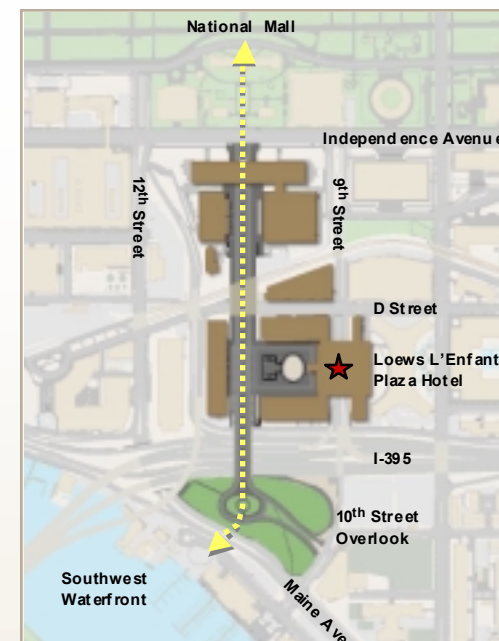 National Mall
Independence Avenue
12th Street
9th Street
D Street
Loews L'Enfant
Plaza Hotel
I-395
10th Street
Overlook
Southwest
Waterfront
Maine Ave